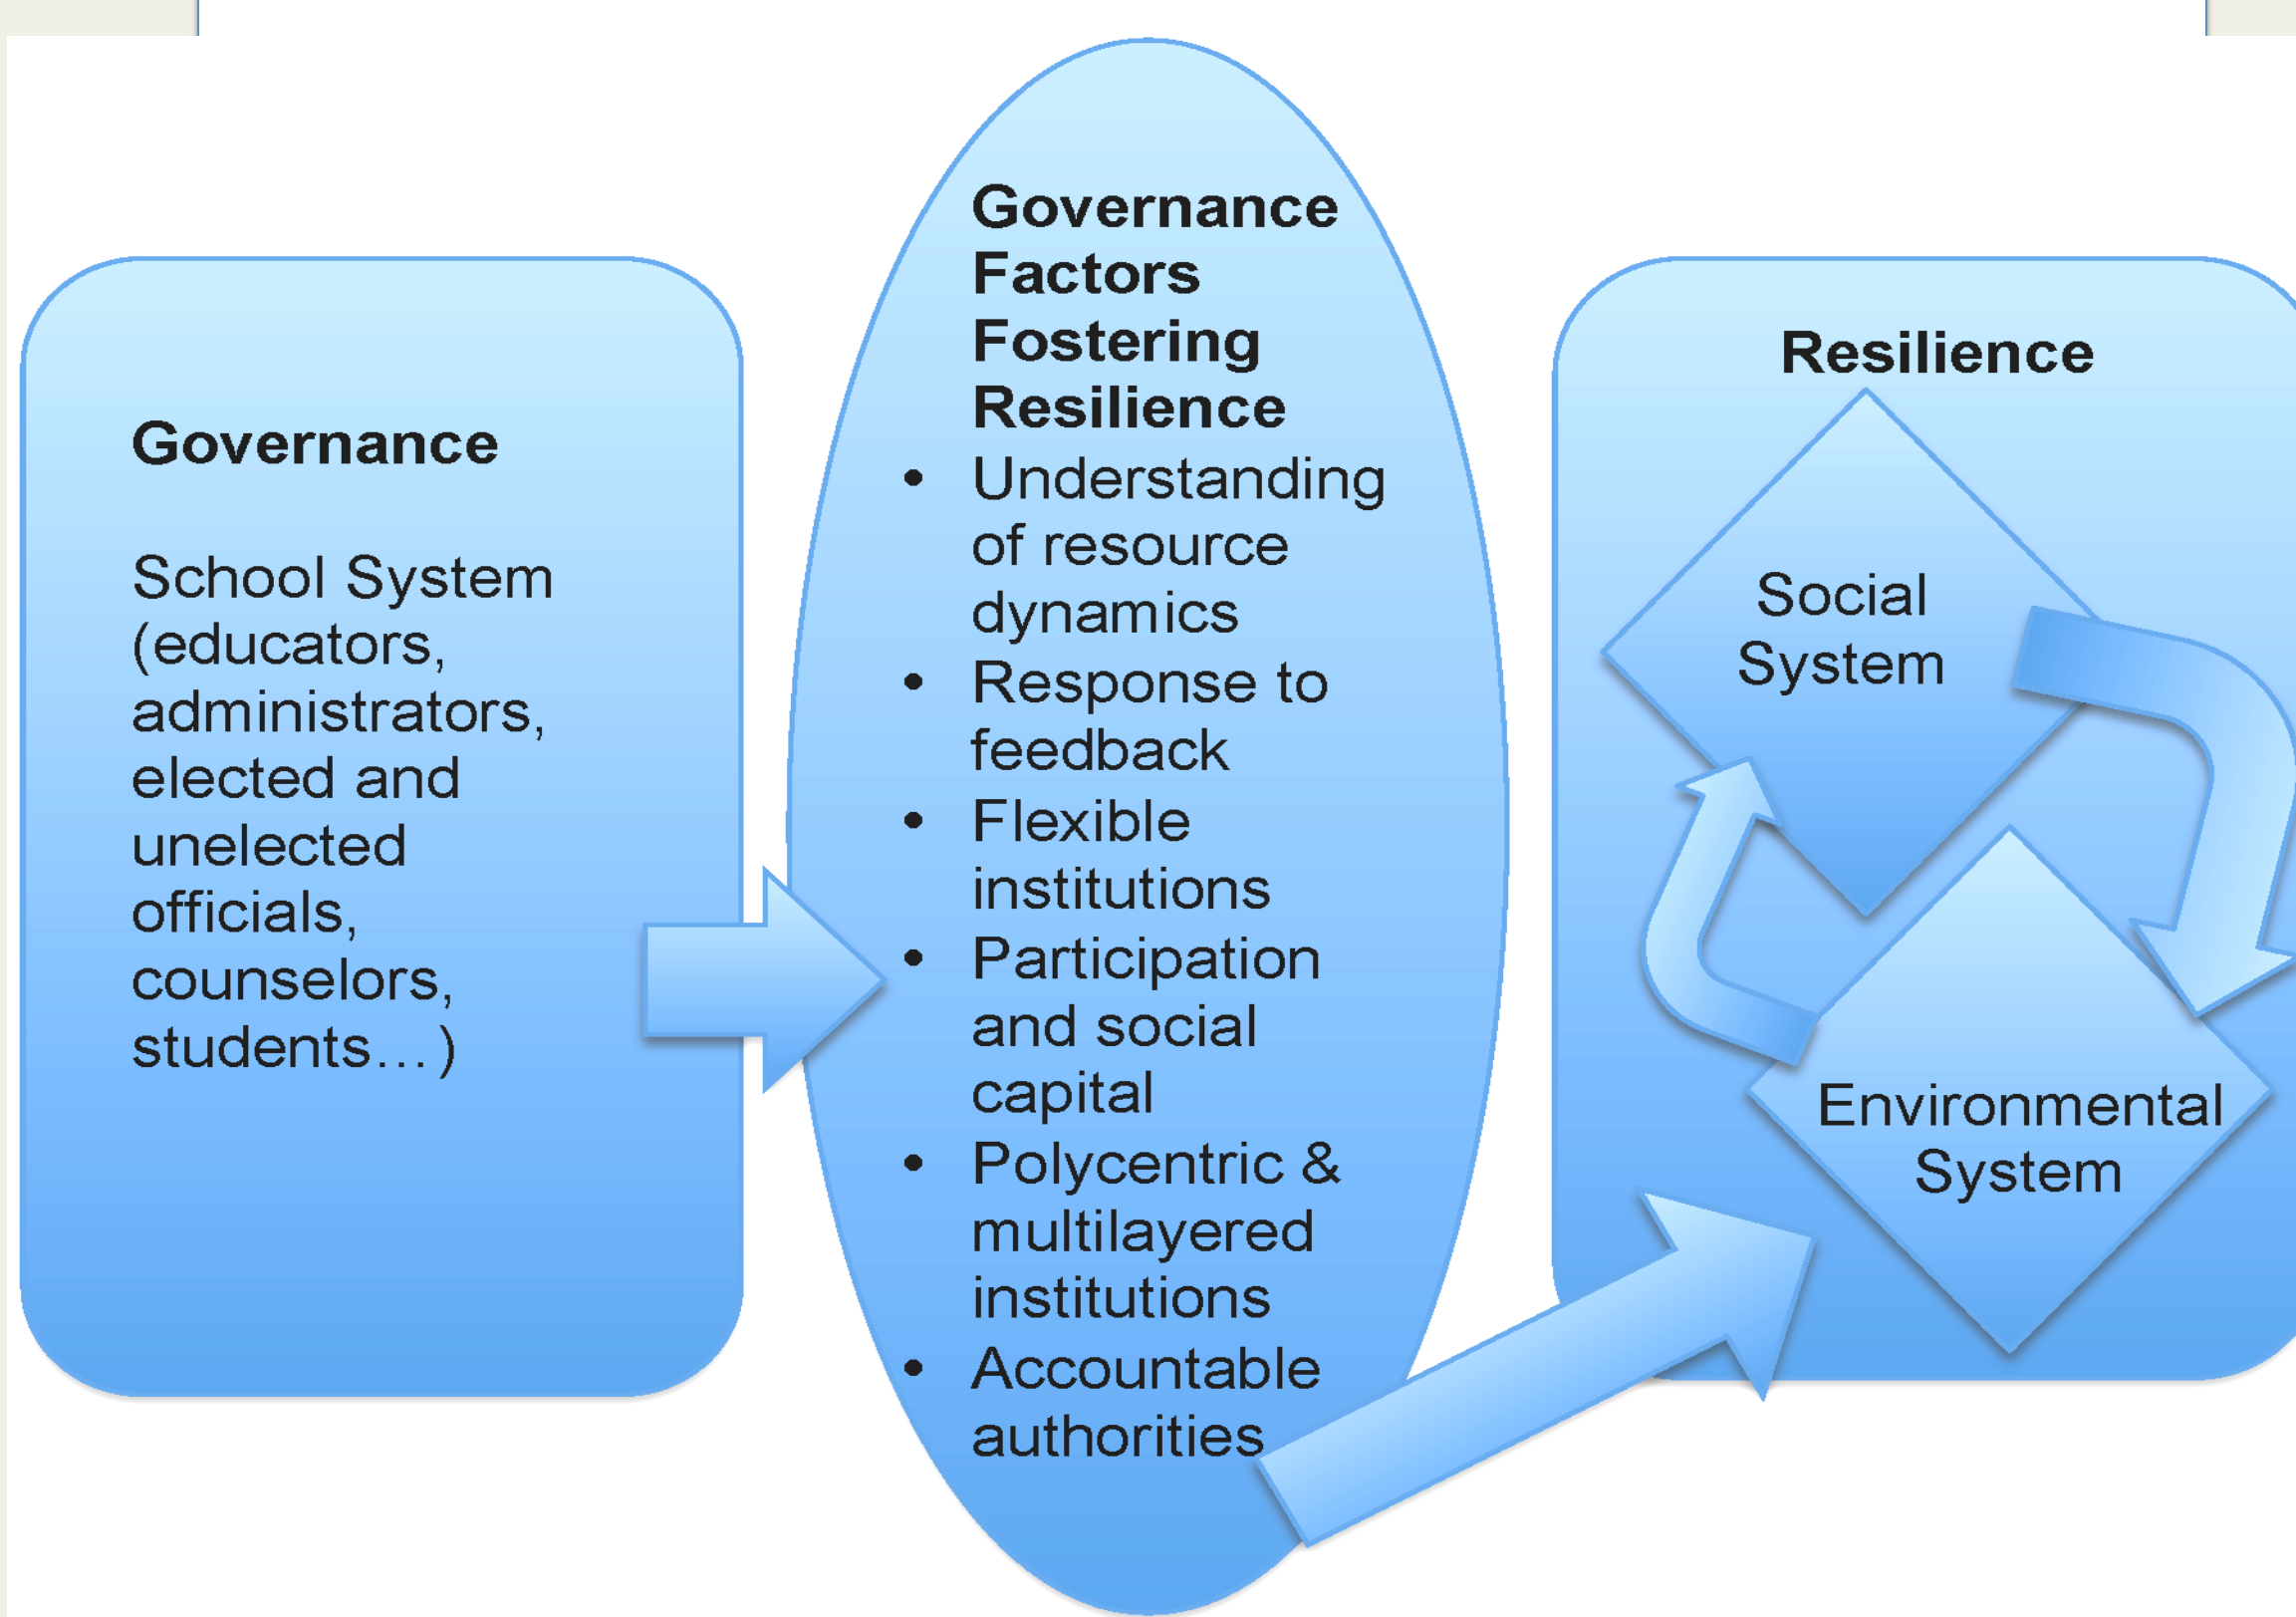 Governance
School System
(educators,
administrators,
elected and
unelected
officials,
counselors,
students…)
Governance
Factors
Fostering
Resilience
• Understanding
of resource
dynamics
• Response to
feedback
• Flexible
institutions
• Participation
and social
capital
• Polycentric &
multilayered
institutions
• Accountable
authorities
Resilience
Social
System
Environmental
System